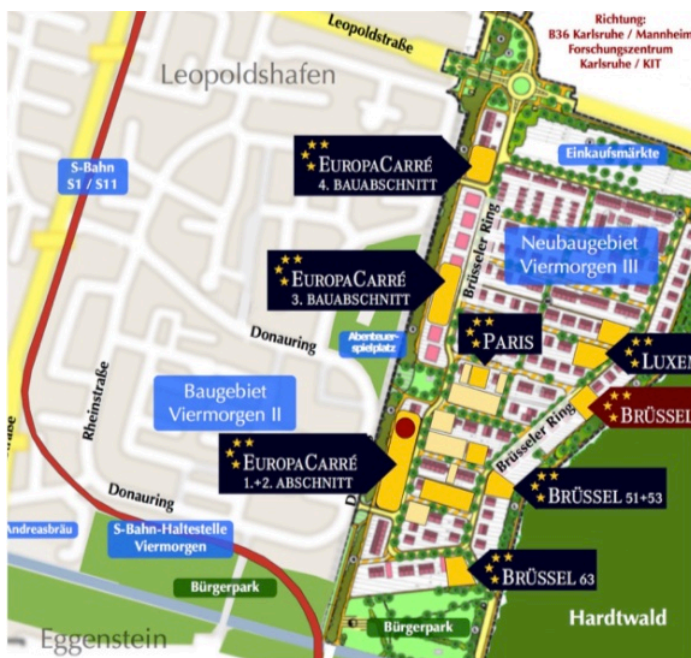 Richtung:
B36 Karlsruhe / Mannheim
Forschungszentrum
Karlsruhe / KIT
Leopoldstraße
Leopoldshafen
S-Bahn
S1 / S11
EUROPACARRÉ
4. BAUABSCHNITT
Einkaufsmärkte
Brüsseler Ring
Neubaugebiet
Viermorgen III
EUROPACARRÉ
3. BAUABSCHNITT
Donauring
Abenteuer-
spielplatz
PARIS
LUXEM
Rheinstraße
Baugebiet
Viermorgen II
BRÜSSEL
Brüsseler Ring
EUROPACARRÉ
1.+2. ABSCHNITT
Donauring
BRÜSSEL 51+53
Andreasbräu
S-Bahn-Haltestelle
Viermorgen
BRÜSSEL 63
Bürgerpark
Hardtwald
Bürgerpark
Eggenstein